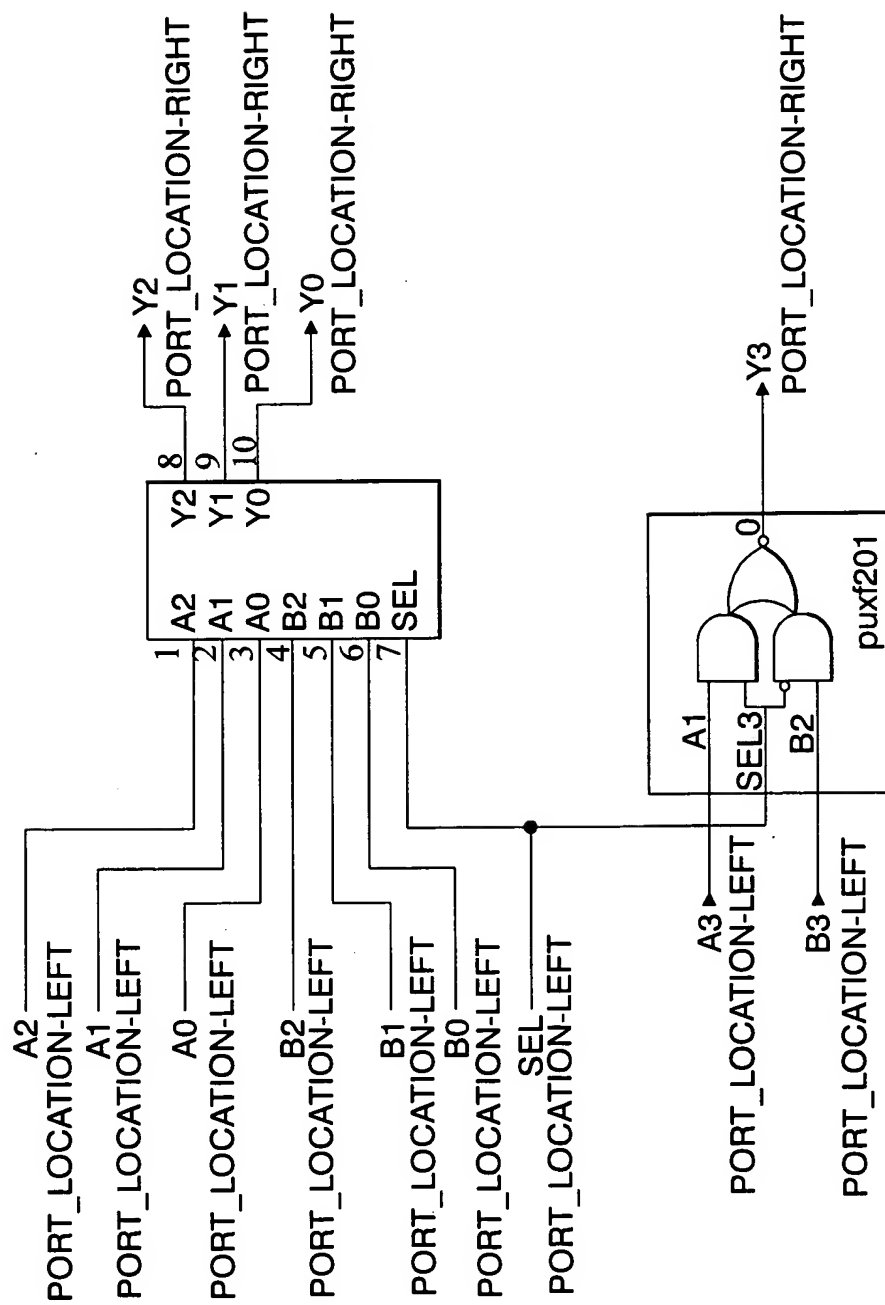 A2
PORT_LOCATION-LEFT
A1
PORT_LOCATION-LEFT
A0
PORT_LOCATION-LEFT
B2
PORT_LOCATION-LEFT
B1
PORT_LOCATION-LEFT
B0
PORT_LOCATION-LEFT
SEL
PORT_LOCATION-LEFT
1 A2 Y2 8
2 A1 Y1 9
3 A0 Y0 10
4 B2
5 B1
6 B0
7 SEL
Y2
PORT_LOCATION-RIGHT
Y1
PORT_LOCATION-RIGHT
Y0
PORT_LOCATION-RIGHT
A3
PORT_LOCATION-LEFT
B3
PORT_LOCATION-LEFT
A1
SEL3
B2
0
puxf201
Y3
PORT_LOCATION-RIGHT